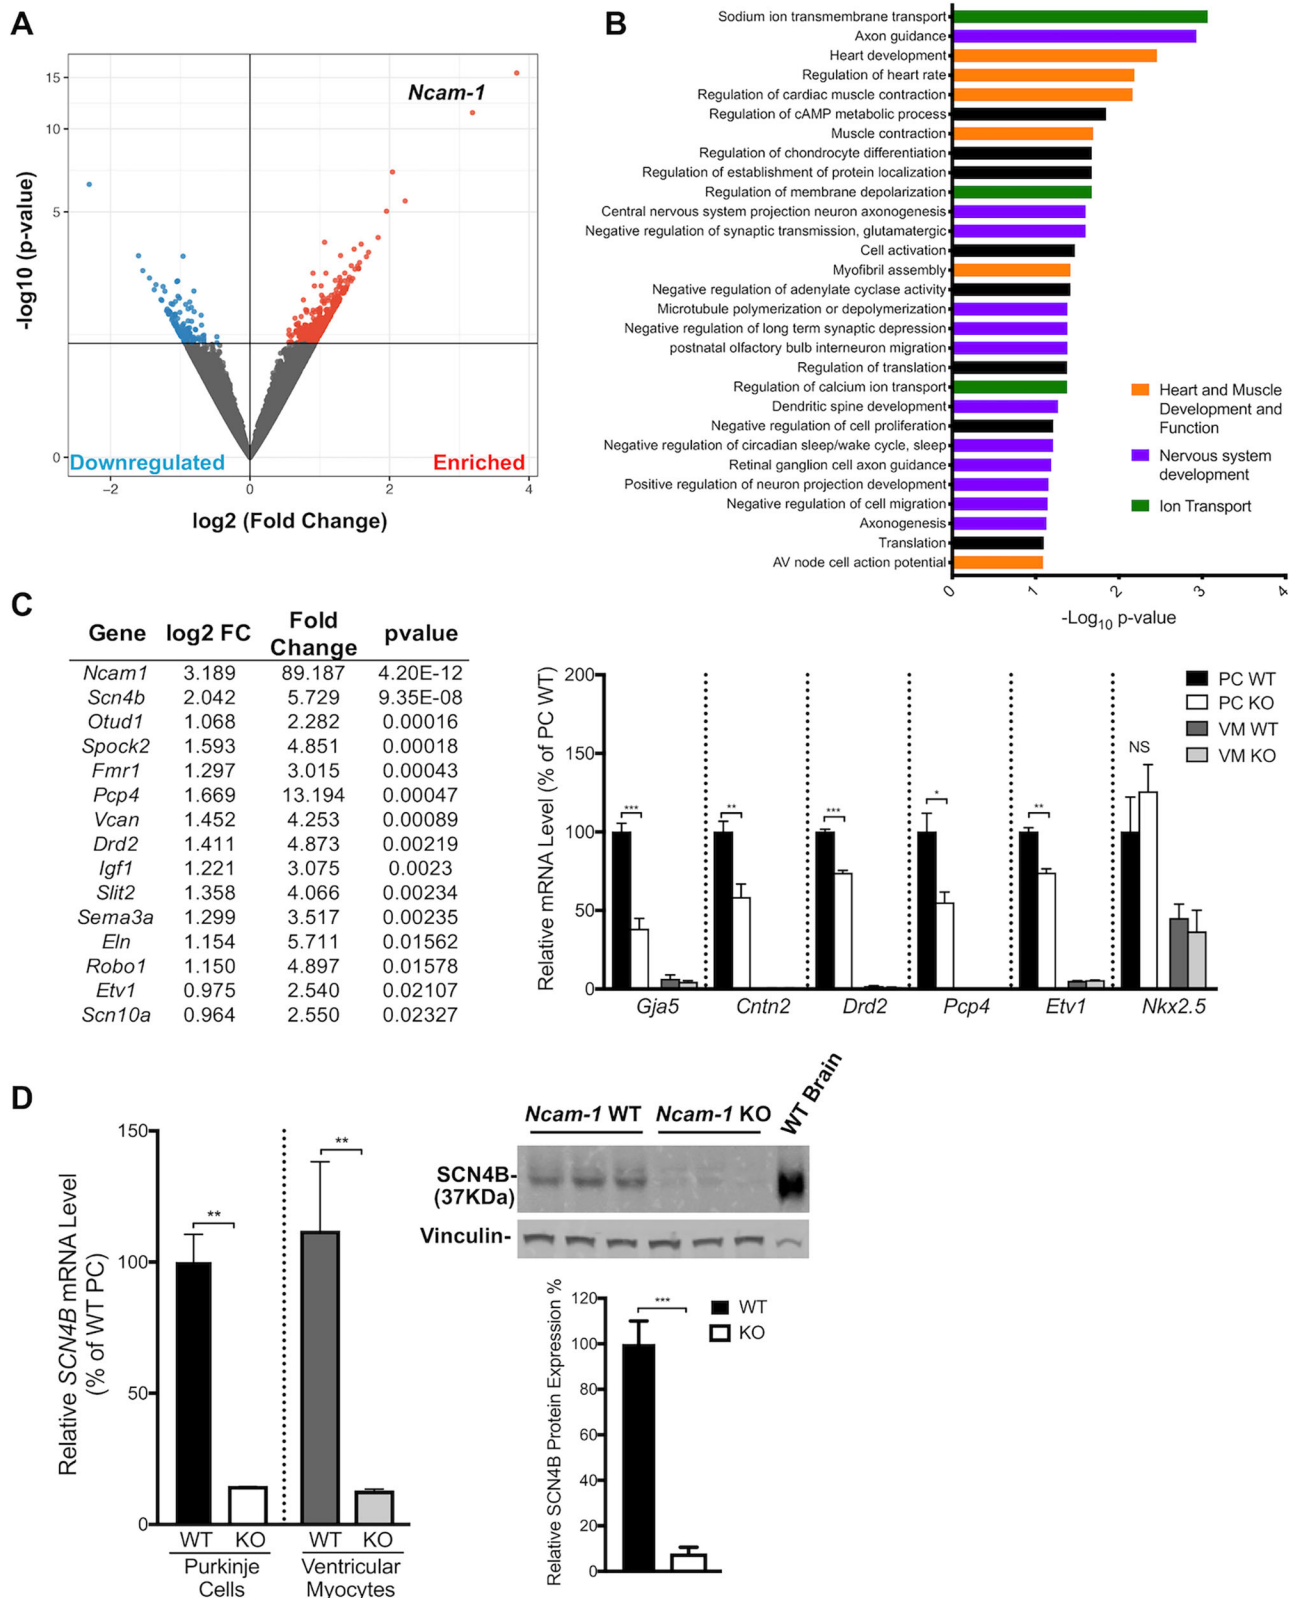 A
-log10 (p-value)
15
10
5
0
Ncam-1
Downregulated
Enriched
−2
0
2
4
log2 (Fold Change)
B
Sodium ion transmembrane transport
Axon guidance
Heart development
Regulation of heart rate
Regulation of cardiac muscle contraction
Regulation of cAMP metabolic process
Muscle contraction
Regulation of chondrocyte differentiation
Regulation of establishment of protein localization
Regulation of membrane depolarization
Central nervous system projection neuron axonogenesis
Negative regulation of synaptic transmission, glutamatergic
Cell activation
Myofibril assembly
Negative regulation of adenylate cyclase activity
Microtubule polymerization or depolymerization
Negative regulation of long term synaptic depression
postnatal olfactory bulb interneuron migration
Regulation of translation
Regulation of calcium ion transport
Dendritic spine development
Negative regulation of cell proliferation
Negative regulation of circadian sleep/wake cycle, sleep
Retinal ganglion cell axon guidance
Positive regulation of neuron projection development
Negative regulation of cell migration
Axonogenesis
Translation
AV node cell action potential
0
1
2
3
4
-Log10 p-value
Heart and Muscle
Development and
Function
Nervous system
development
Ion Transport
C
Gene log2 FC Fold Change pvalue
Ncam1 3.189 89.187 4.20E-12
Scn4b 2.042 5.729 9.35E-08
Otud1 1.068 2.282 0.00016
Spock2 1.593 4.851 0.00018
Fmr1 1.297 3.015 0.00043
Pcp4 1.669 13.194 0.00047
Vcan 1.452 4.253 0.00089
Drd2 1.411 4.873 0.00219
Igf1 1.221 3.075 0.0023
Slit2 1.358 4.066 0.00234
Sema3a 1.299 3.517 0.00235
Eln 1.154 5.711 0.01562
Robo1 1.150 4.897 0.01578
Etv1 0.975 2.540 0.02107
Scn10a 0.964 2.550 0.02327
Relative mRNA Level (% of PC WT)
200
150
100
50
0
***
**
***
*
**
NS
Gja5 Cntn2 Drd2 Pcp4 Etv1 Nkx2.5
PC WT
PC KO
VM WT
VM KO
D
Relative SCN4B mRNA Level
(% of WT PC)
150
100
50
0
**
**
WT KO WT KO
Purkinje
Cells
Ventricular
Myocytes
Ncam-1 WT Ncam-1 KO WT Brain
SCN4B-
(37KDa)
Vinculin-
Relative SCN4B Protein Expression %
120
100
80
60
40
20
0
***
WT
KO